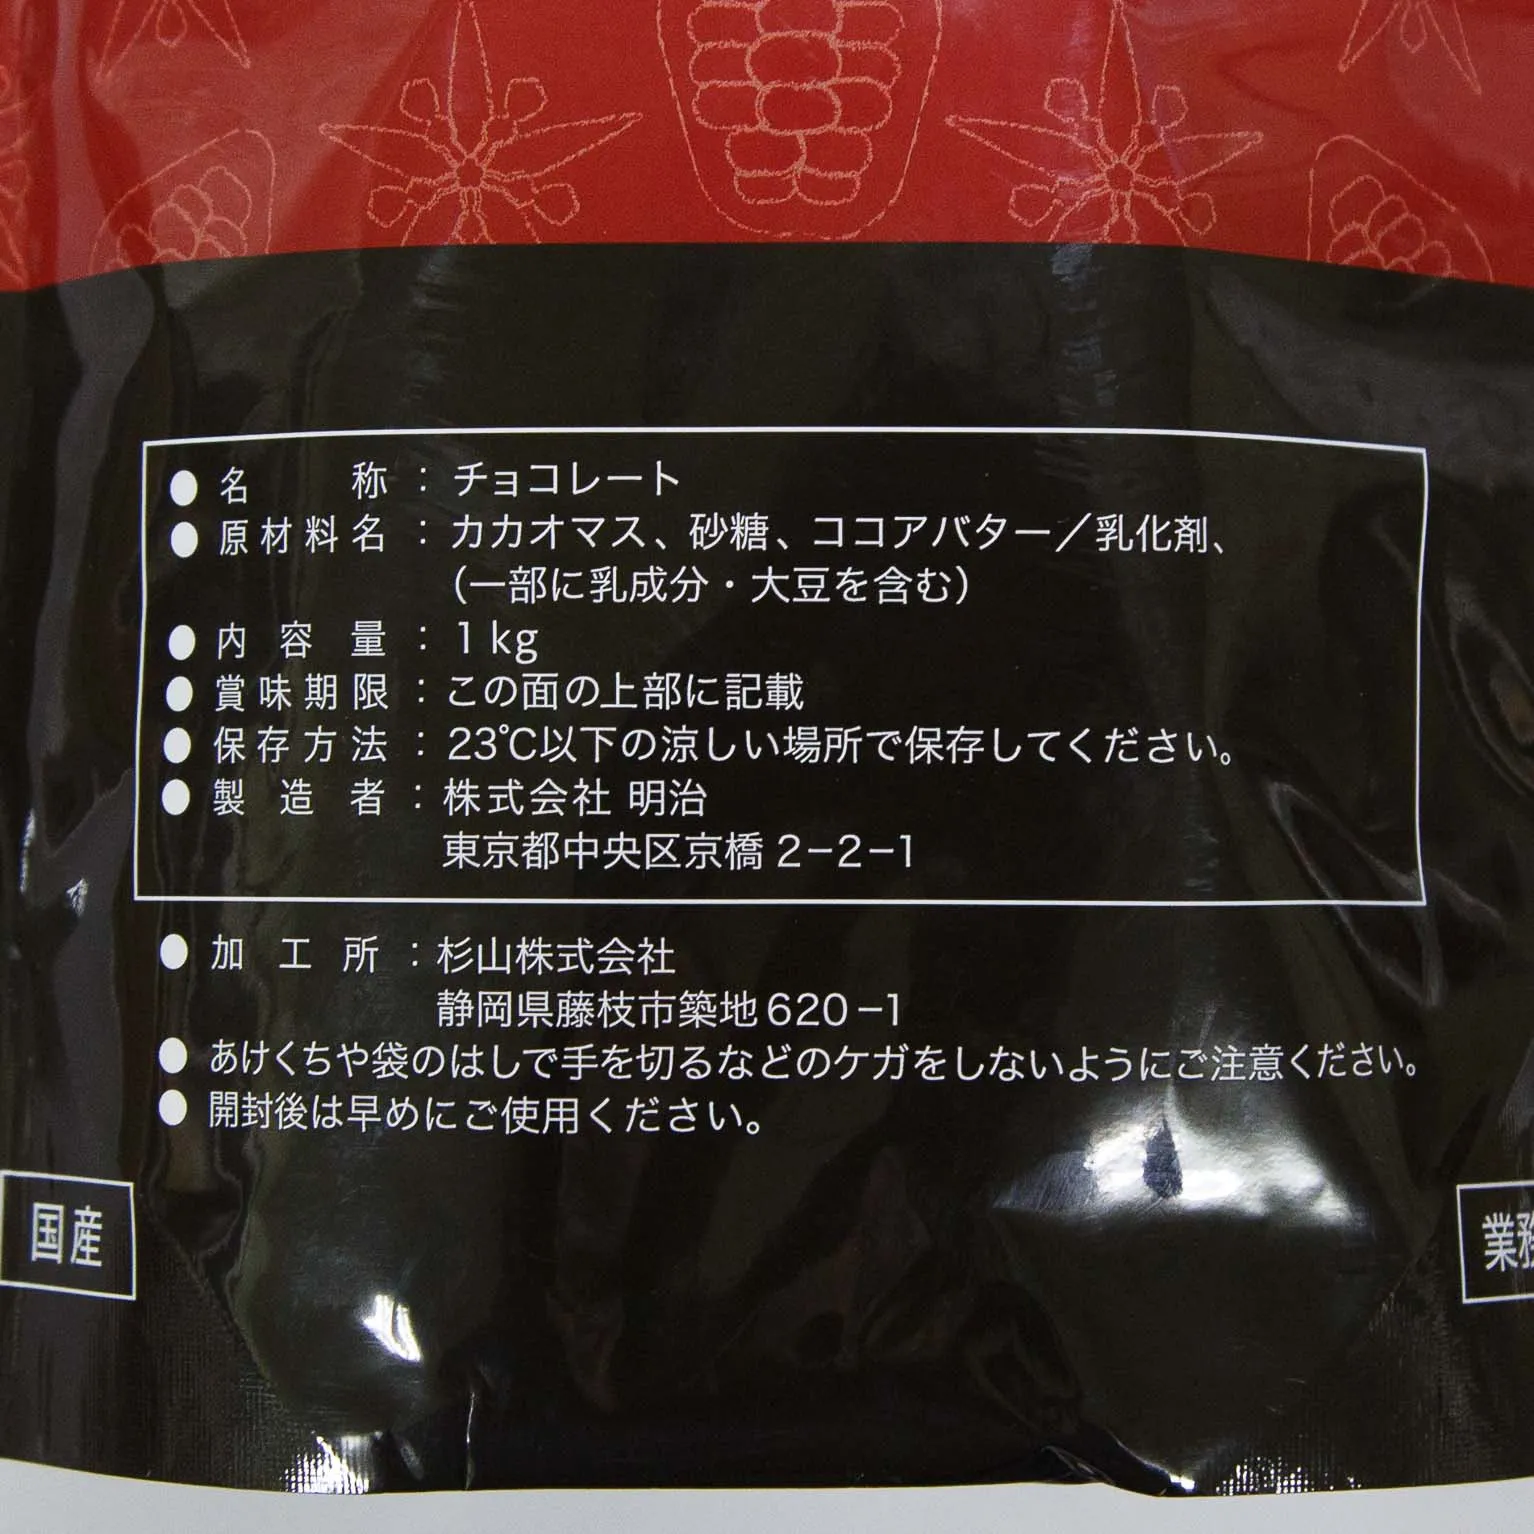 ● 名称：チョコレート
● 原材料名：カカオマス、砂糖、ココアバター／乳化剤、
（一部に乳成分・大豆を含む）
● 内容量：1kg
● 賞味期限：この面の上部に記載
● 保存方法：23℃以下の涼しい場所で保存してください。
● 製造者：株式会社 明治
東京都中央区京橋2−2−1
● 加工所：杉山株式会社
静岡県藤枝市築地620−1
● あけくちや袋のはしで手を切るなどのケガをしないようにご注意ください。
● 開封後は早めにご使用ください。
国産
業務